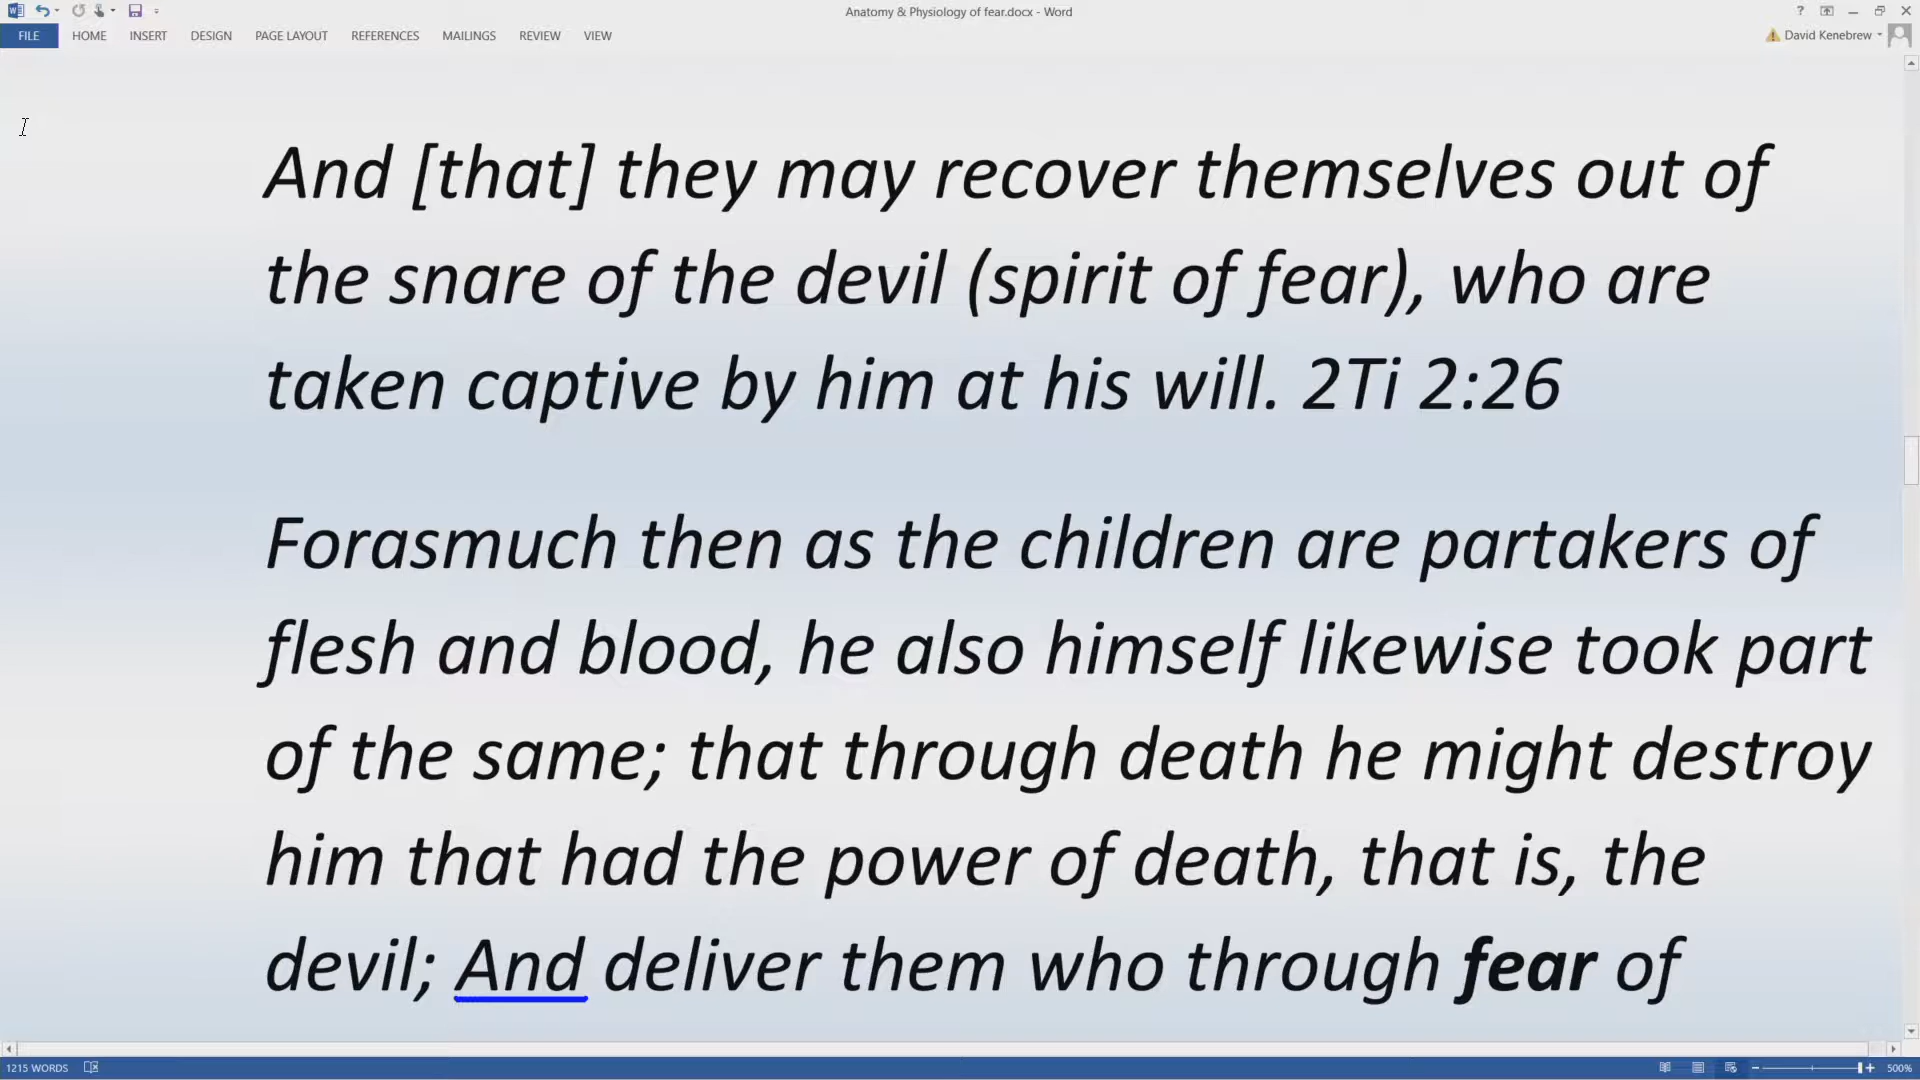 Anatomy & Physiology of fear.docx - Word
FILE HOME INSERT DESIGN PAGE LAYOUT REFERENCES MAILINGS REVIEW VIEW
David Kenebrew
And [that] they may recover themselves out of
the snare of the devil (spirit of fear), who are
taken captive by him at his will. 2Ti 2:26
Forasmuch then as the children are partakers of
flesh and blood, he also himself likewise took part
of the same; that through death he might destroy
him that had the power of death, that is, the
devil; And deliver them who through fear of
1215 WORDS
500%